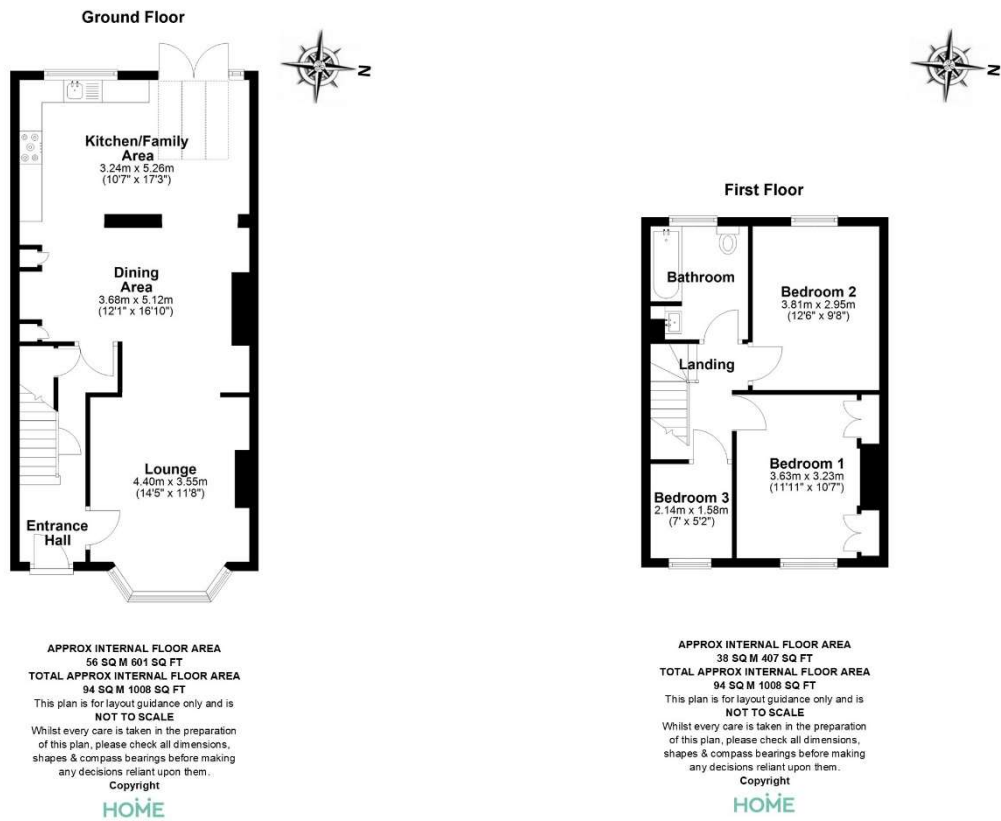 Ground Floor
N
Kitchen/Family
Area
3.24m x 5.26m
(10'7" x 17'3")
Dining
Area
3.68m x 5.12m
(12'1" x 16'10")
Lounge
4.40m x 3.55m
(14'5" x 11'8")
Entrance
Hall
APPROX INTERNAL FLOOR AREA
56 SQ M 601 SQ FT
TOTAL APPROX INTERNAL FLOOR AREA
94 SQ M 1008 SQ FT
This plan is for layout guidance only and is
NOT TO SCALE
Whilst every care is taken in the preparation
of this plan, please check all dimensions,
shapes & compass bearings before making
any decisions reliant upon them.
Copyright
HOME
N
First Floor
Bathroom
Bedroom 2
3.81m x 2.95m
(12'6" x 9'8")
Landing
Bedroom 1
3.63m x 3.23m
(11'11" x 10'7")
Bedroom 3
2.14m x 1.58m
(7' x 5'2")
APPROX INTERNAL FLOOR AREA
38 SQ M 407 SQ FT
TOTAL APPROX INTERNAL FLOOR AREA
94 SQ M 1008 SQ FT
This plan is for layout guidance only and is
NOT TO SCALE
Whilst every care is taken in the preparation
of this plan, please check all dimensions,
shapes & compass bearings before making
any decisions reliant upon them.
Copyright
HOME